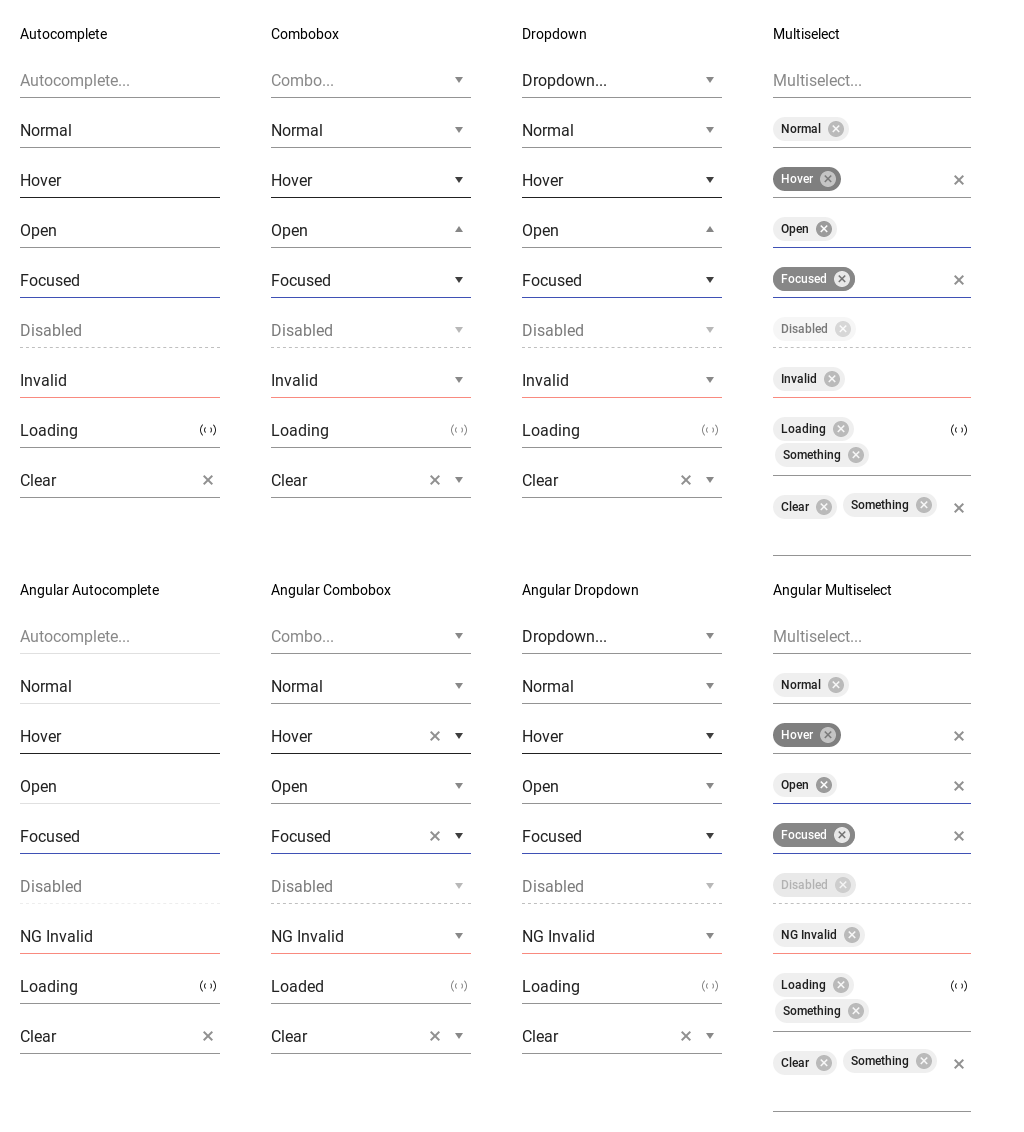 Autocomplete Combobox Dropdown Multiselect
Autocomplete... Combo... Dropdown... Multiselect...
Normal Normal Normal Normal
Hover Hover Hover Hover
Open Open Open Open
Focused Focused Focused Focused
Disabled Disabled Disabled Disabled
Invalid Invalid Invalid Invalid
Loading Loading Loading Loading
Something
Clear Clear Clear
Clear Something
Angular Autocomplete Angular Combobox Angular Dropdown Angular Multiselect
Autocomplete... Combo... Dropdown... Multiselect...
Normal Normal Normal Normal
Hover Hover Hover Hover
Open Open Open Open
Focused Focused Focused Focused
Disabled Disabled Disabled Disabled
NG Invalid NG Invalid NG Invalid NG Invalid
Loading Loaded Loading Loading
Something
Clear Clear Clear
Clear Something